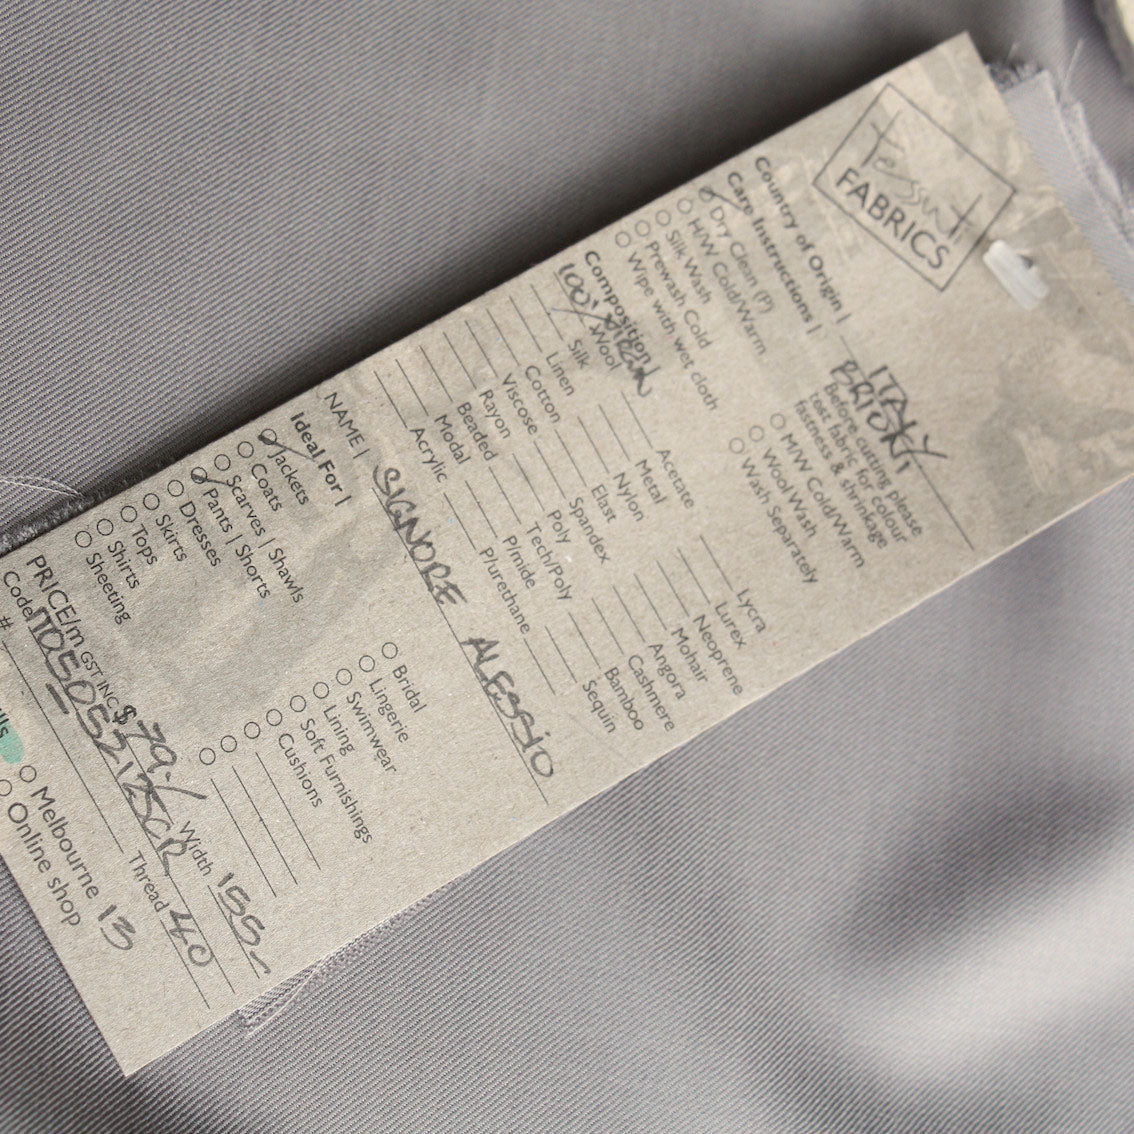 Tessuti
FABRICS
Country of Origin | ITALY
BRIONI
Care Instructions |
Dry Clean (P)
H/W Cold/Warm
Silk Wash
Prewash Cold
Wipe with wet cloth
Before cutting please
test fabric for colour
fastness & shrinkage
H/W Cold/Warm
Wool Wash
Wash Separately
Composition |
100% VIRGIN Wool
Silk
Linen
Cotton
Viscose
Rayon
Beaded
Modal
Acrylic
Acetate
Metal
Nylon
Elast
Spandex
Poly
Tech/Poly
P/mide
P/urethane
Lycra
Lurex
Neoprene
Mohair
Angora
Cashmere
Bamboo
Sequin
NAME | SIGNORE ALESSIO
Ideal For |
Jackets
Coats
Scarves | Shawls
Pants | Shorts
Dresses
Skirts
Tops
Shirts
Sheeting
Bridal
Lingerie
Swimwear
Lining
Soft Furnishings
Cushions
PRICE/m GST INC $79./ Width 155-
Thread 40
#
Melbourne 13
Online shop